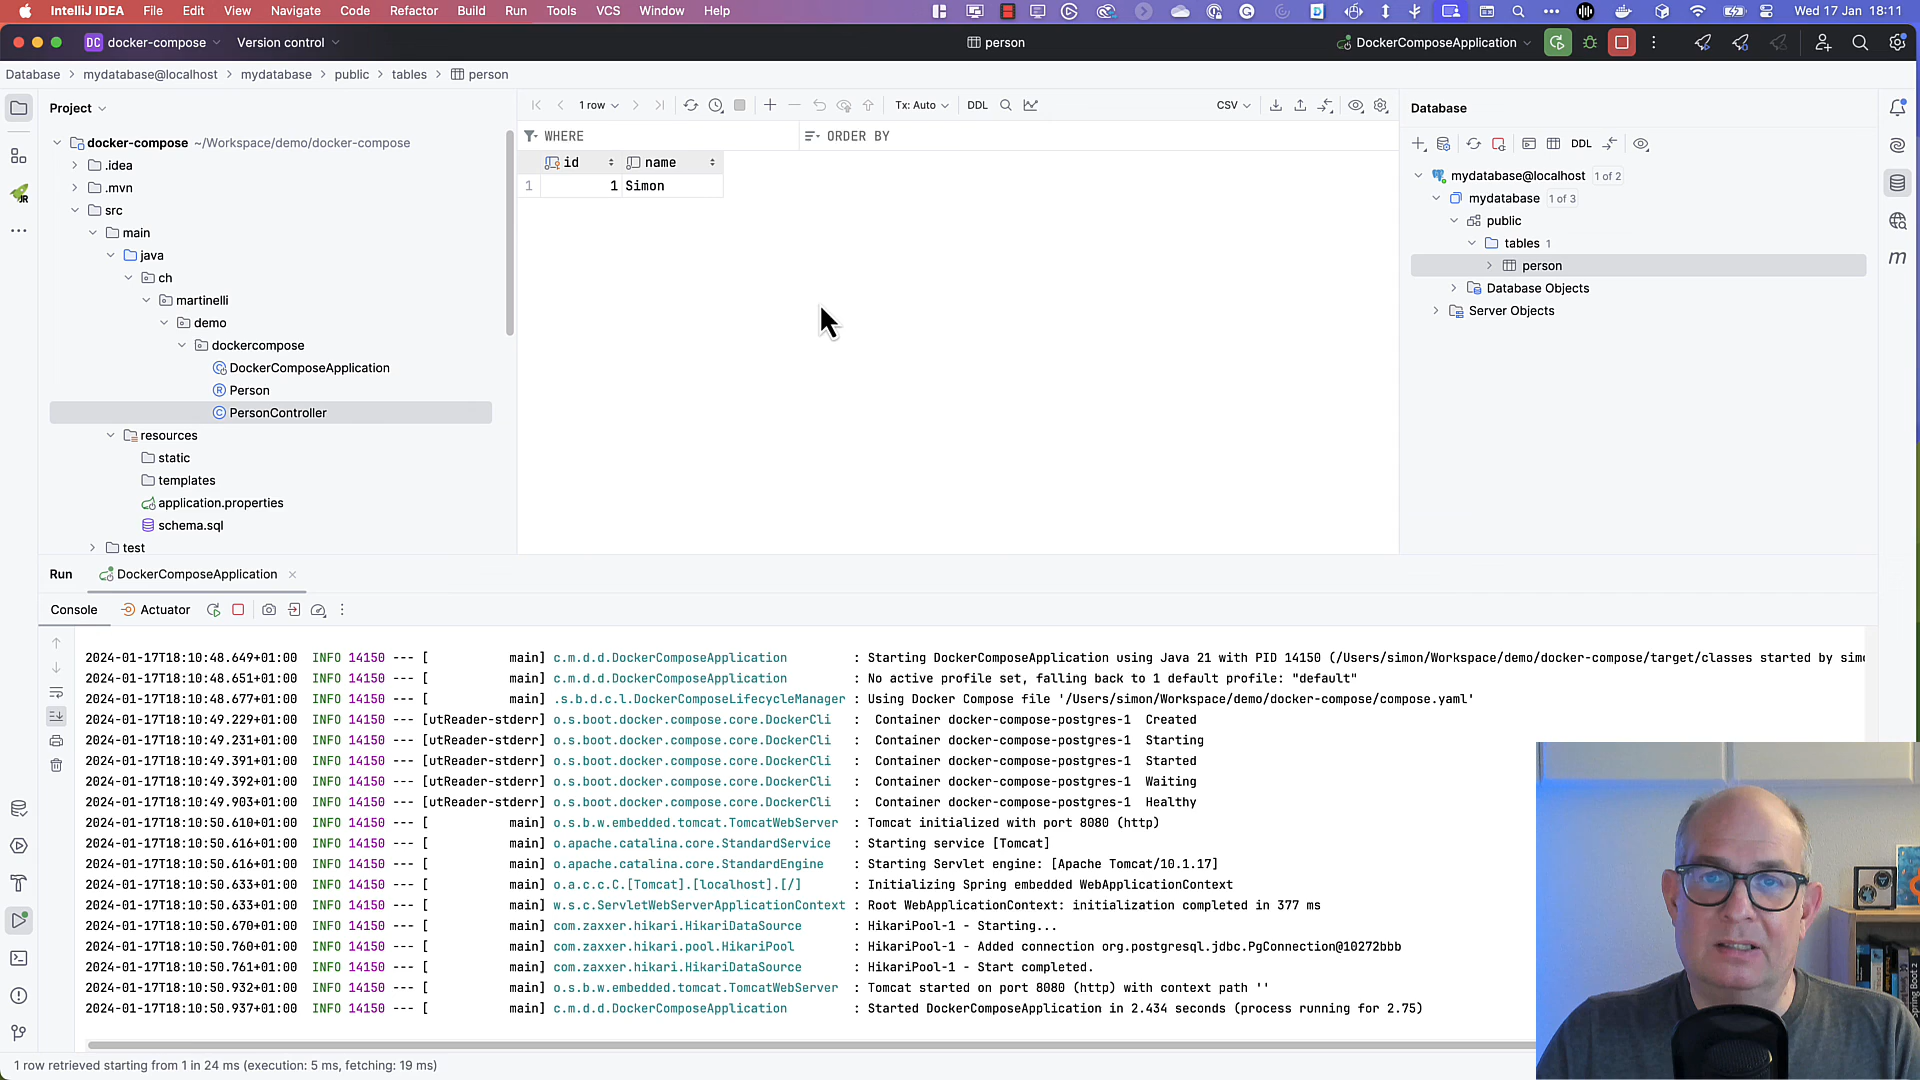 IntelliJ IDEA File Edit View Navigate Code Refactor Build Run Tools VCS Window Help Wed 17 Jan 18:11
DC docker-compose Version control person DockerComposeApplication
Database mydatabase@localhost mydatabase public tables person
Project
docker-compose ~/Workspace/demo/docker-compose
.idea
.mvn
src
main
java
ch
martinelli
demo
dockercompose
DockerComposeApplication
Person
PersonController
resources
static
templates
application.properties
schema.sql
test
1 row Tx: Auto DDL CSV
WHERE ORDER BY
id name
1 1 Simon
Database
DDL
mydatabase@localhost 1 of 2
mydatabase 1 of 3
public
tables 1
person
Database Objects
Server Objects
Run DockerComposeApplication
Console Actuator
2024-01-17T18:10:48.649+01:00 INFO 14150 --- [ main] c.m.d.d.DockerComposeApplication : Starting DockerComposeApplication using Java 21 with PID 14150 (/Users/simon/Workspace/demo/docker-compose/target/classes started by simo
2024-01-17T18:10:48.651+01:00 INFO 14150 --- [ main] c.m.d.d.DockerComposeApplication : No active profile set, falling back to 1 default profile: "default"
2024-01-17T18:10:48.677+01:00 INFO 14150 --- [ main] .s.b.d.c.l.DockerComposeLifecycleManager : Using Docker Compose file '/Users/simon/Workspace/demo/docker-compose/compose.yaml'
2024-01-17T18:10:49.229+01:00 INFO 14150 --- [utReader-stderr] o.s.boot.docker.compose.core.DockerCli : Container docker-compose-postgres-1 Created
2024-01-17T18:10:49.231+01:00 INFO 14150 --- [utReader-stderr] o.s.boot.docker.compose.core.DockerCli : Container docker-compose-postgres-1 Starting
2024-01-17T18:10:49.391+01:00 INFO 14150 --- [utReader-stderr] o.s.boot.docker.compose.core.DockerCli : Container docker-compose-postgres-1 Started
2024-01-17T18:10:49.392+01:00 INFO 14150 --- [utReader-stderr] o.s.boot.docker.compose.core.DockerCli : Container docker-compose-postgres-1 Waiting
2024-01-17T18:10:49.903+01:00 INFO 14150 --- [utReader-stderr] o.s.boot.docker.compose.core.DockerCli : Container docker-compose-postgres-1 Healthy
2024-01-17T18:10:50.610+01:00 INFO 14150 --- [ main] o.s.b.w.embedded.tomcat.TomcatWebServer : Tomcat initialized with port 8080 (http)
2024-01-17T18:10:50.616+01:00 INFO 14150 --- [ main] o.apache.catalina.core.StandardService : Starting service [Tomcat]
2024-01-17T18:10:50.616+01:00 INFO 14150 --- [ main] o.apache.catalina.core.StandardEngine : Starting Servlet engine: [Apache Tomcat/10.1.17]
2024-01-17T18:10:50.633+01:00 INFO 14150 --- [ main] o.a.c.c.C.[Tomcat].[localhost].[/] : Initializing Spring embedded WebApplicationContext
2024-01-17T18:10:50.633+01:00 INFO 14150 --- [ main] w.s.c.ServletWebServerApplicationContext : Root WebApplicationContext: initialization completed in 377 ms
2024-01-17T18:10:50.670+01:00 INFO 14150 --- [ main] com.zaxxer.hikari.HikariDataSource : HikariPool-1 - Starting...
2024-01-17T18:10:50.760+01:00 INFO 14150 --- [ main] com.zaxxer.hikari.pool.HikariPool : HikariPool-1 - Added connection org.postgresql.jdbc.PgConnection@10272bbb
2024-01-17T18:10:50.761+01:00 INFO 14150 --- [ main] com.zaxxer.hikari.HikariDataSource : HikariPool-1 - Start completed.
2024-01-17T18:10:50.932+01:00 INFO 14150 --- [ main] o.s.b.w.embedded.tomcat.TomcatWebServer : Tomcat started on port 8080 (http) with context path ''
2024-01-17T18:10:50.937+01:00 INFO 14150 --- [ main] c.m.d.d.DockerComposeApplication : Started DockerComposeApplication in 2.434 seconds (process running for 2.75)
1 row retrieved starting from 1 in 24 ms (execution: 5 ms, fetching: 19 ms)
Spring Boot 2